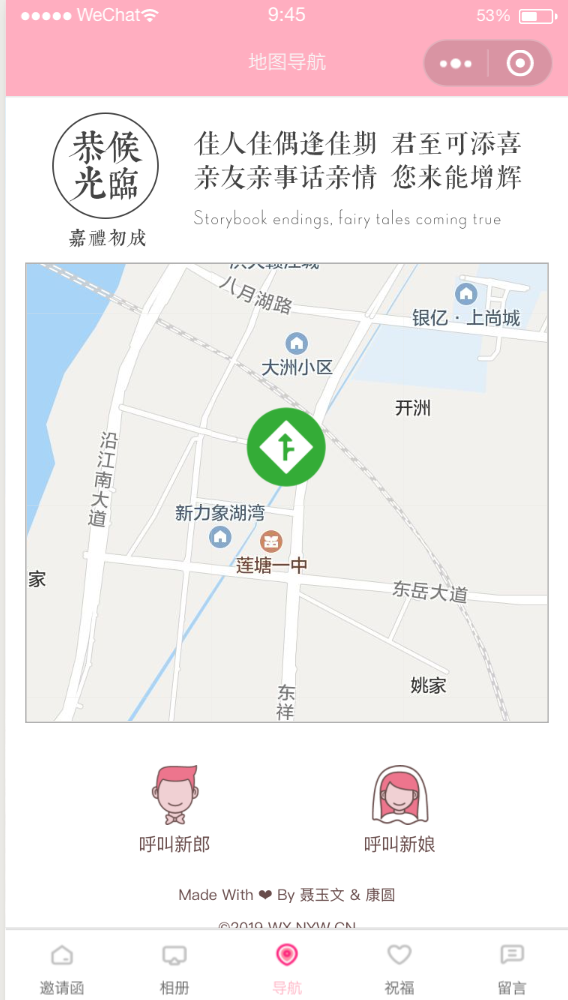 WeChat
9:45
53%
地图导航
恭候
光臨
嘉禮初成
佳人佳偶逢佳期 君至可添喜
亲友亲事话亲情 您来能增辉
Storybook endings, fairy tales coming true
八月湖路
银亿·上尚城
大洲小区
开洲
沿江南大道
新力象湖湾
莲塘一中
家
东岳大道
姚家
东祥
呼叫新郎
呼叫新娘
Made With ❤ By 聂玉文 & 康圆
©2019 WX.NYW.CN
邀请函
相册
导航
祝福
留言